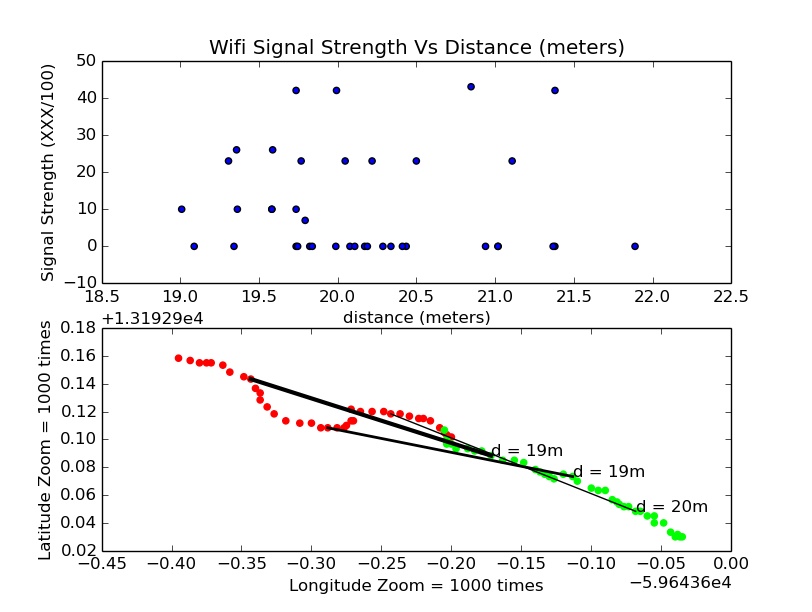 Wifi Signal Strength Vs Distance (meters)
Signal Strength (XXX/100)
50
40
30
20
10
0
−10
18.5 19.0 19.5 20.0 20.5 21.0 21.5 22.0 22.5
distance (meters)
+1.31929e4
Latitude Zoom = 1000 times
0.18
0.16
0.14
0.12
0.10
0.08
0.06
0.04
0.02
d = 19m
d = 19m
d = 20m
−0.45 −0.40 −0.35 −0.30 −0.25 −0.20 −0.15 −0.10 −0.05 0.00
Longitude Zoom = 1000 times
−5.96436e4